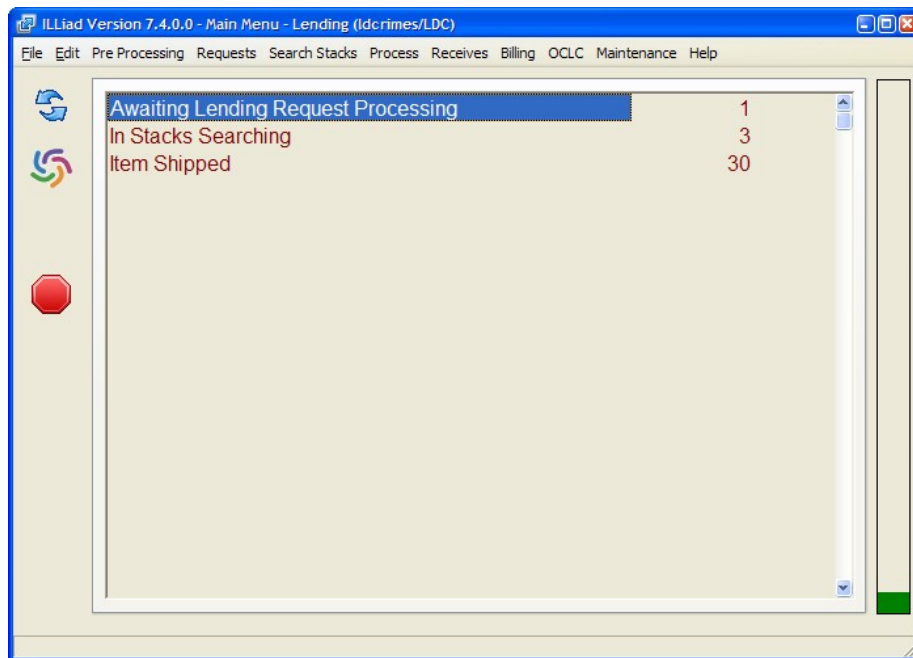 ILLiad Version 7.4.0.0 - Main Menu - Lending (ldcrimes/LDC)
File Edit Pre Processing Requests Search Stacks Process Receives Billing OCLC Maintenance Help
Awaiting Lending Request Processing 1
In Stacks Searching 3
Item Shipped 30